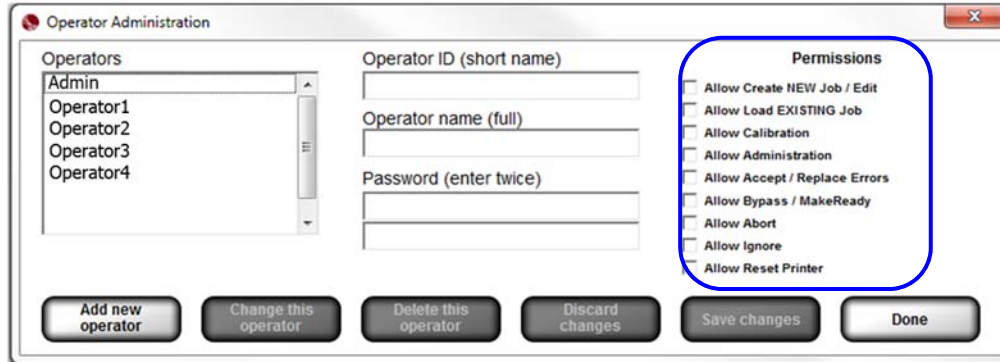 Operator Administration
x
Operators
Admin
Operator1
Operator2
Operator3
Operator4
Operator ID (short name)
Operator name (full)
Password (enter twice)
Permissions
Allow Create NEW Job / Edit
Allow Load EXISTING Job
Allow Calibration
Allow Administration
Allow Accept / Replace Errors
Allow Bypass / MakeReady
Allow Abort
Allow Ignore
Allow Reset Printer
Add new
operator
Change this
operator
Delete this
operator
Discard
changes
Save changes
Done